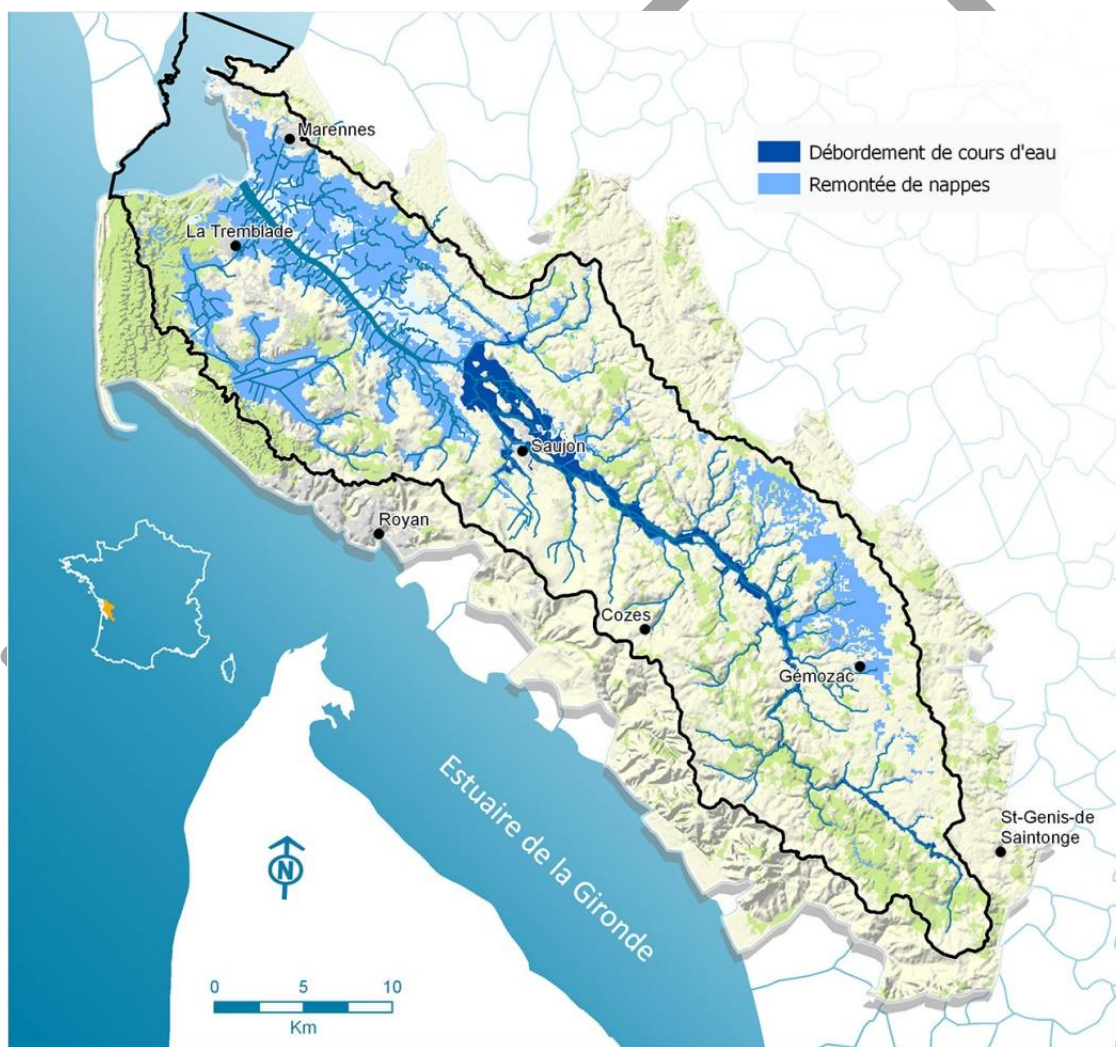 Marennes
Débordement de cours d'eau
Remontée de nappes
La Tremblade
Saujon
Royan
Cozes
Gémozac
Estuaire de la Gironde
St-Genis-de
Saintonge
N
0 5 10
Km